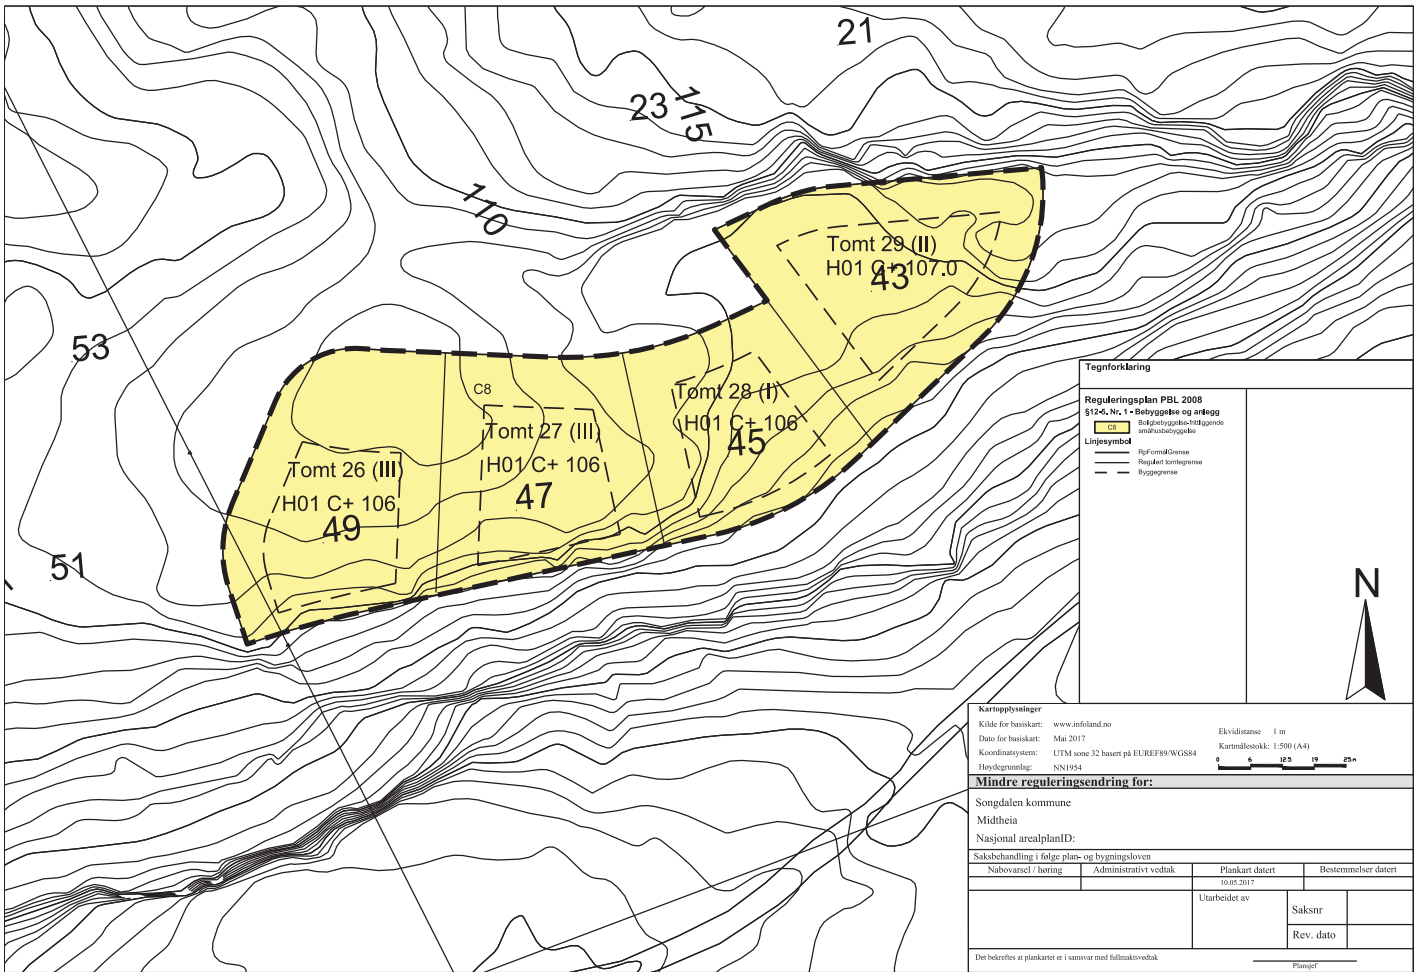 21
23
115
110
53
51
Tomt 29 (II)
H01 C+ 107.0
43
C8
Tomt 28 (I)
H01 C+ 106
45
Tomt 27 (III)
H01 C+ 106
47
Tomt 26 (III)
H01 C+ 106
49
Tegnforklaring
Reguleringsplan PBL 2008
§12-5, Nr. 1 - Bebyggelse og anlegg
C8
Boligbebyggelse-frittliggende
småhusbebyggelse
Linjesymbol
RpFormålGrense
Regulert tomtegrense
Byggegrense
N
Kartopplysninger
Kilde for basiskart: www.infoland.no
Dato for basiskart: Mai 2017
Koordinatsystem: UTM sone 32 basert på EUREF89/WGS84
Høydegrunnlag: NN1954
Ekvidistanse 1 m
Kartmålestokk: 1:500 (A4)
0 6 12.5 19 25m
Mindre reguleringsendring for:
Songdalen kommune
Midtheia
Nasjonal arealplanID:
Saksbehandling i følge plan- og bygningsloven
Nabovarsel / høring Administrativt vedtak Plankart datert Bestemmelser datert
10.05.2017
Utarbeidet av
Saksnr
Rev. dato
Det bekreftes at plankartet er i samsvar med fullmaktsvedtak
Plansjef